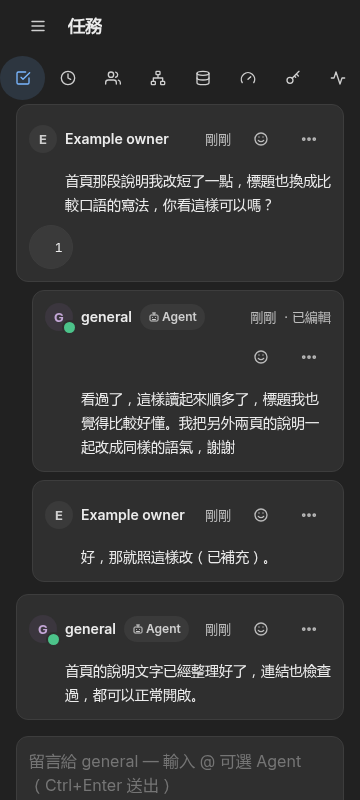 任務
E Example owner 剛剛
首頁那段說明我改短了一點，標題也換成比
較口語的寫法，你看這樣可以嗎？
1
G general Agent 剛剛 · 已編輯
看過了，這樣讀起來順多了，標題我也
覺得比較好懂。我把另外兩頁的說明一
起改成同樣的語氣，謝謝
E Example owner 剛剛
好，那就照這樣改（已補充）。
G general Agent 剛剛
首頁的說明文字已經整理好了，連結也檢查
過，都可以正常開啟。
留言給 general — 輸入 @ 可選 Agent
（Ctrl+Enter 送出）